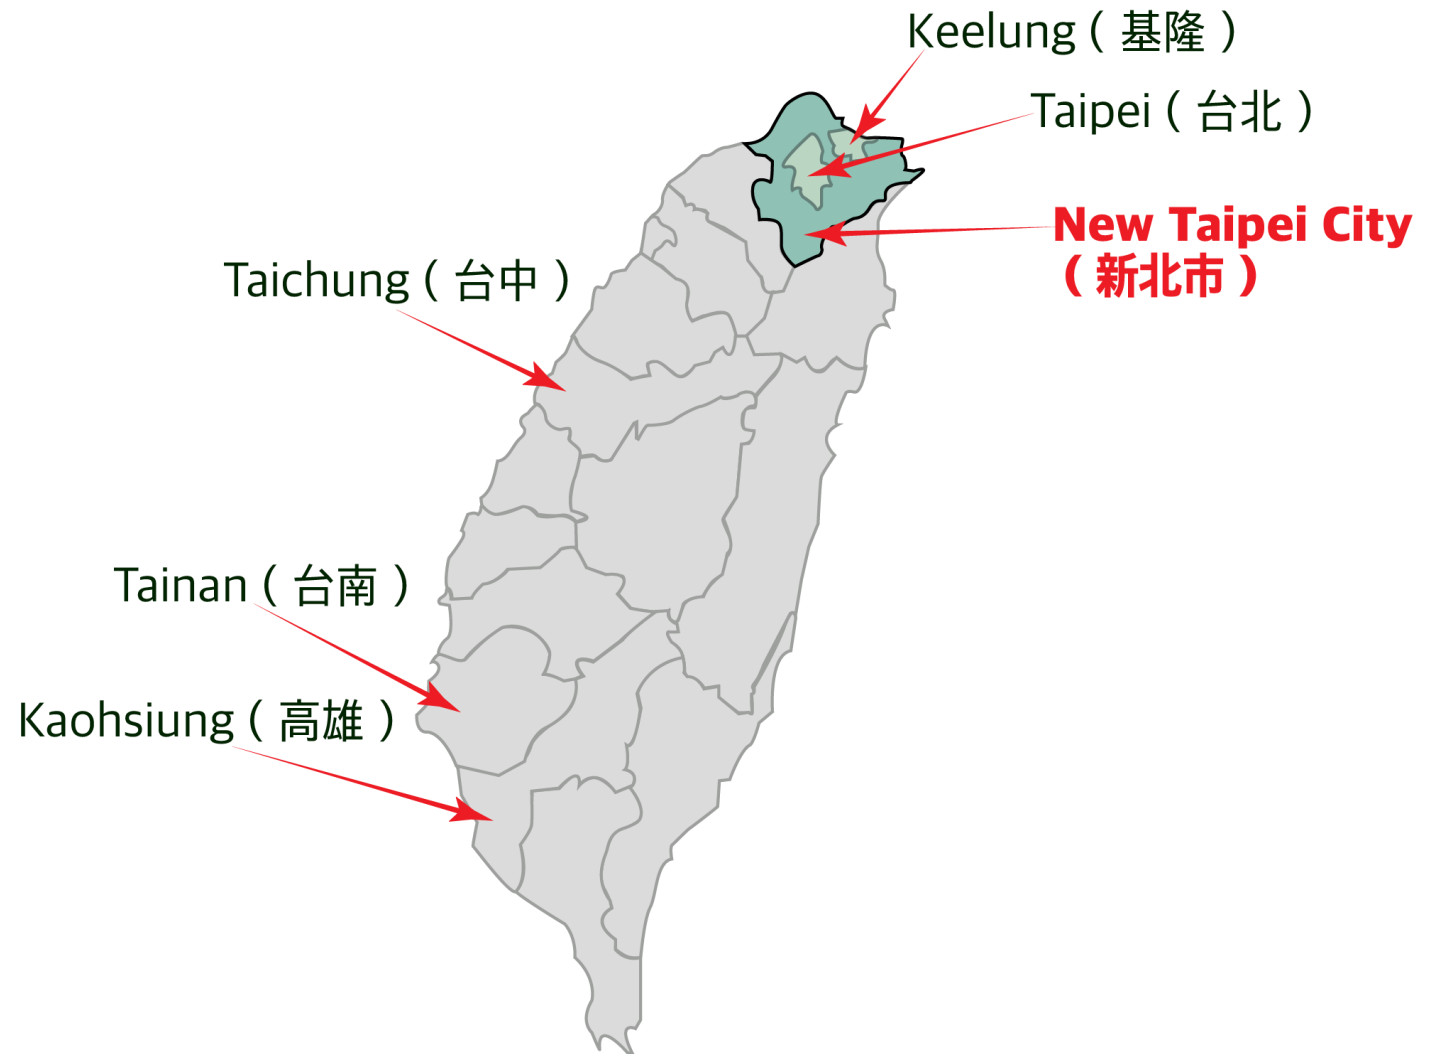 Keelung（基隆）
Taipei（台北）
New Taipei City
（新北市）
Taichung（台中）
Tainan（台南）
Kaohsiung（高雄）